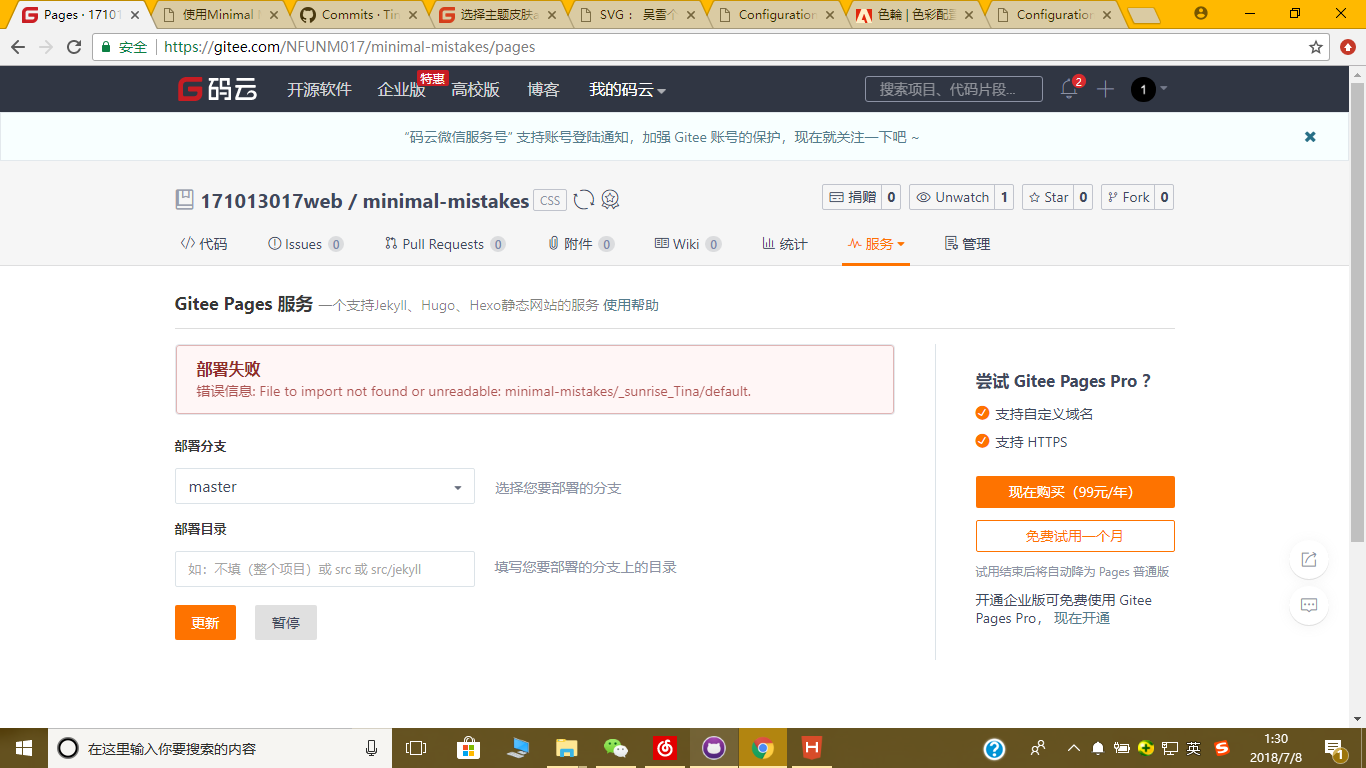 Pages · 17101
使用Minimal M
Commits · Tin
选择主题皮肤a
SVG： 吴雪个
Configuration
色輪 | 色彩配置
Configuration
安全 https://gitee.com/NFUNM017/minimal-mistakes/pages
码云 开源软件 企业版 特惠 高校版 博客 我的码云 搜索项目、代码片段... 2 1
“码云微信服务号” 支持账号登陆通知，加强 Gitee 账号的保护，现在就关注一下吧 ~
171013017web / minimal-mistakes CSS 捐赠 0 Unwatch 1 Star 0 Fork 0
代码 Issues 0 Pull Requests 0 附件 0 Wiki 0 统计 服务 管理
Gitee Pages 服务 一个支持Jekyll、Hugo、Hexo静态网站的服务 使用帮助
部署失败
错误信息: File to import not found or unreadable: minimal-mistakes/_sunrise_Tina/default.
部署分支
master 选择您要部署的分支
部署目录
如：不填（整个项目）或 src 或 src/jekyll 填写您要部署的分支上的目录
更新 暂停
尝试 Gitee Pages Pro ？
支持自定义域名
支持 HTTPS
现在购买（99元/年）
免费试用一个月
试用结束后将自动降为 Pages 普通版
开通企业版可免费使用 Gitee
Pages Pro， 现在开通
在这里输入你要搜索的内容
英
1:30
2018/7/8
1